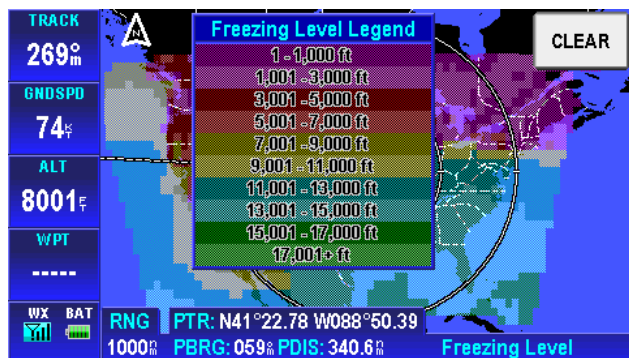 TRACK
269°m
GNDSPD
74kt
ALT
8001ft
WPT
-----
WX BAT
N
Freezing Level Legend
1 - 1,000 ft
1,001 - 3,000 ft
3,001 - 5,000 ft
5,001 - 7,000 ft
7,001 - 9,000 ft
9,001 - 11,000 ft
11,001 - 13,000 ft
13,001 - 15,000 ft
15,001 - 17,000 ft
17,001+ ft
CLEAR
RNG PTR: N41°22.78 W088°50.39
1000nm PBRG: 059m PDIS: 340.6nm Freezing Level